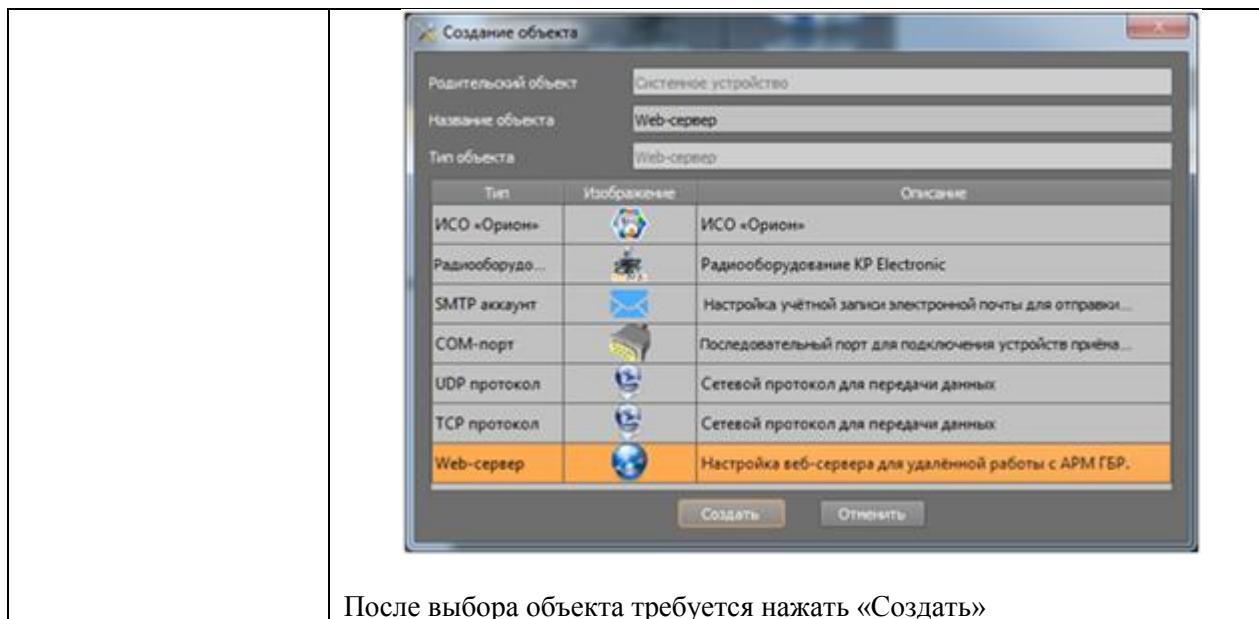 Создание объекта
Родительский объект Системное устройство
Название объекта Web-сервер
Тип объекта Web-сервер
Тип Изображение Описание
ИСО «Орион» ИСО «Орион»
Радиооборудо... Радиооборудование KP Electronic
SMTP аккаунт Настройка учётной записи электронной почты для отправки...
COM-порт Последовательный порт для подключения устройств приёма...
UDP протокол Сетевой протокол для передачи данных
TCP протокол Сетевой протокол для передачи данных
Web-сервер Настройка веб-сервера для удалённой работы с АРМ ГБР.
Создать Отменить
После выбора объекта требуется нажать «Создать»